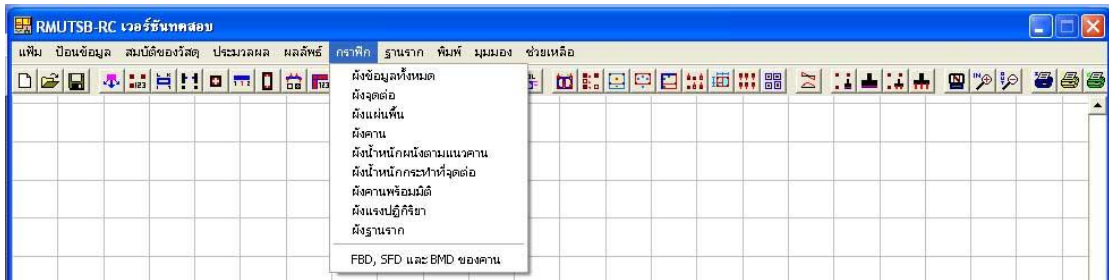 RMUTSB-RC เวอร์ชันทดสอบ
แฟ้ม ป้อนข้อมูล สมบัติของวัสดุ ประมวลผล ผลลัพธ์ กราฟิก ฐานราก พิมพ์ มุมมอง ช่วยเหลือ
ผังข้อมูลทั้งหมด
ผังจุดต่อ
ผังแผ่นพื้น
ผังคาน
ผังน้ำหนักผนังตามแนวคาน
ผังน้ำหนักกระทำที่จุดต่อ
ผังคานพร้อมมิติ
ผังแรงปฏิกิริยา
ผังฐานราก
FBD, SFD และ BMD ของคาน